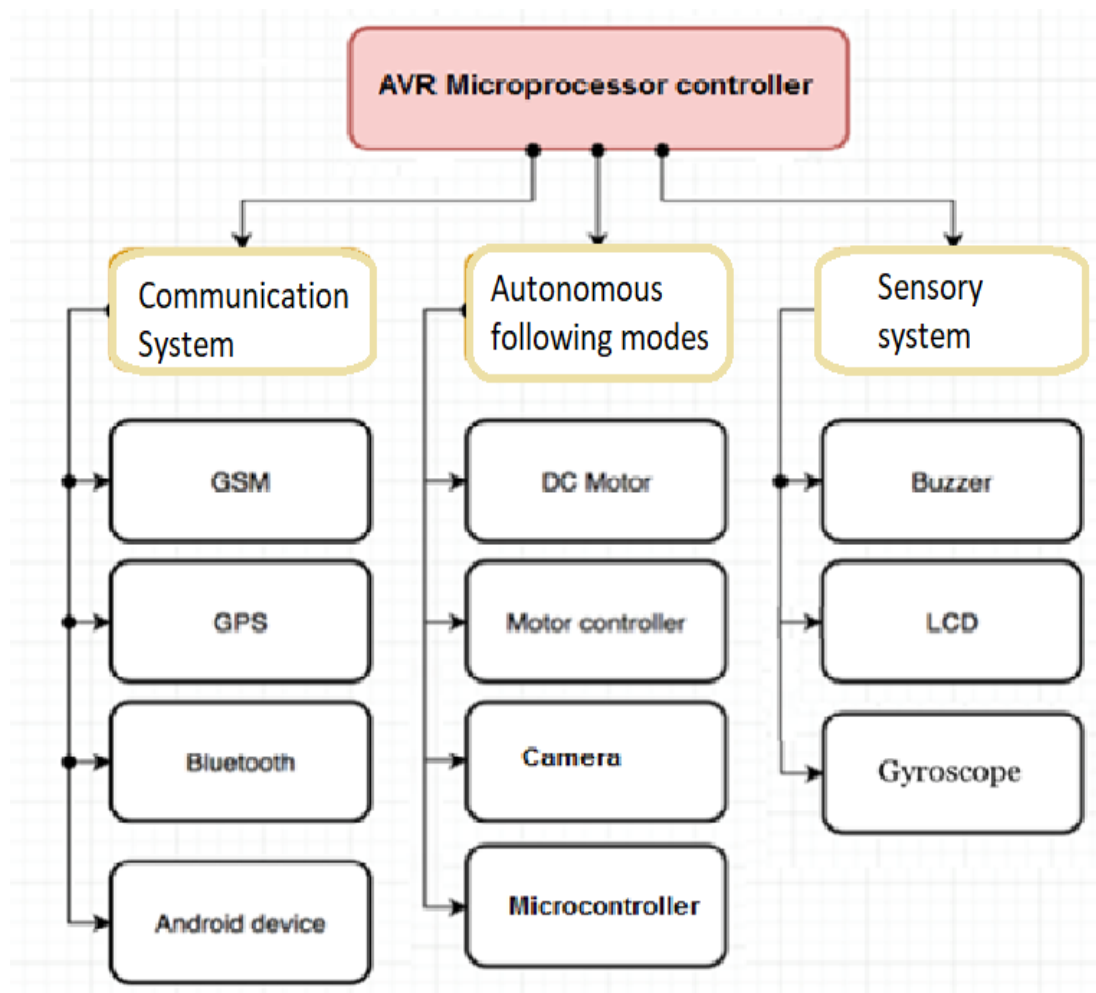 AVR Microprocessor controller
Communication
System
GSM
GPS
Bluetooth
Android device
Autonomous
following modes
DC Motor
Motor controller
Camera
Microcontroller
Sensory
system
Buzzer
LCD
Gyroscope